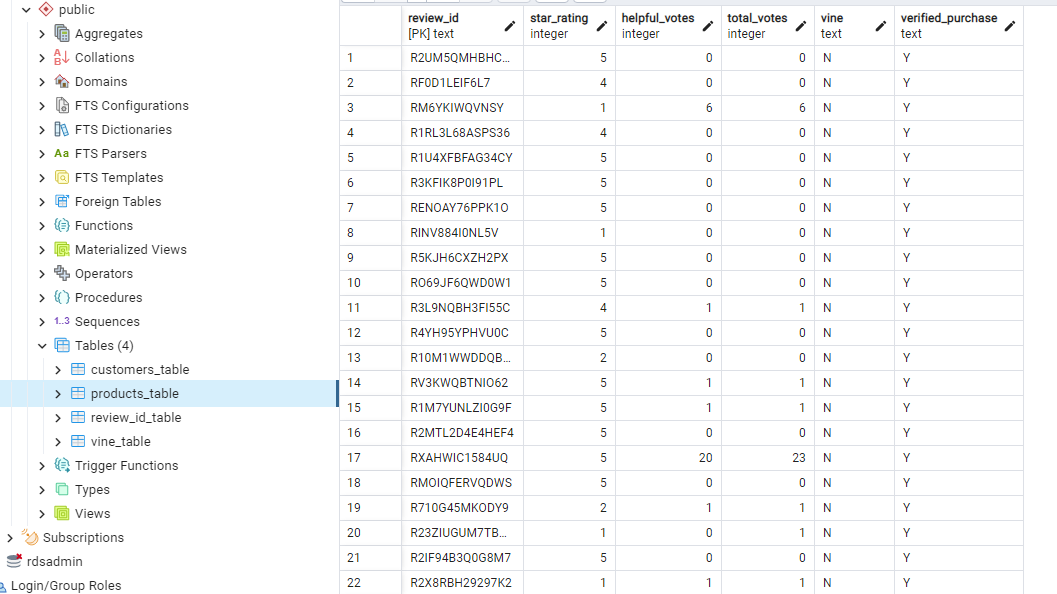 public
Aggregates
Collations
Domains
FTS Configurations
FTS Dictionaries
Aa FTS Parsers
FTS Templates
Foreign Tables
Functions
Materialized Views
Operators
Procedures
1..3 Sequences
Tables (4)
customers_table
products_table
review_id_table
vine_table
Trigger Functions
Types
Views
Subscriptions
rdsadmin
Login/Group Roles
review_id star_rating helpful_votes total_votes vine verified_purchase
[PK] text integer integer integer text text
1 R2UM5QMHBHC... 5 0 0 N Y
2 RF0D1LEIF6L7 4 0 0 N Y
3 RM6YKIWQVNSY 1 6 6 N Y
4 R1RL3L68ASPS36 4 0 0 N Y
5 R1U4XFBFAG34CY 5 0 0 N Y
6 R3KFIK8P0I91PL 5 0 0 N Y
7 RENOAY76PPK1O 5 0 0 N Y
8 RINV884I0NL5V 1 0 0 N Y
9 R5KJH6CXZH2PX 5 0 0 N Y
10 RO69JF6QWD0W1 5 0 0 N Y
11 R3L9NQBH3FI55C 4 1 1 N Y
12 R4YH95YPHVU0C 5 0 0 N Y
13 R10M1WWDDQB... 2 0 0 N Y
14 RV3KWQBTNIO62 5 1 1 N Y
15 R1M7YUNLZI0G9F 5 1 1 N Y
16 R2MTL2D4E4HEF4 5 0 0 N Y
17 RXAHWIC1584UQ 5 20 23 N Y
18 RMOIQFERVQDWS 5 0 0 N Y
19 R710G45MKODY9 2 1 1 N Y
20 R23ZIUGUM7TB... 1 0 1 N Y
21 R2IF94B3Q0G8M7 5 0 0 N Y
22 R2X8RBH29297K2 1 1 1 N Y